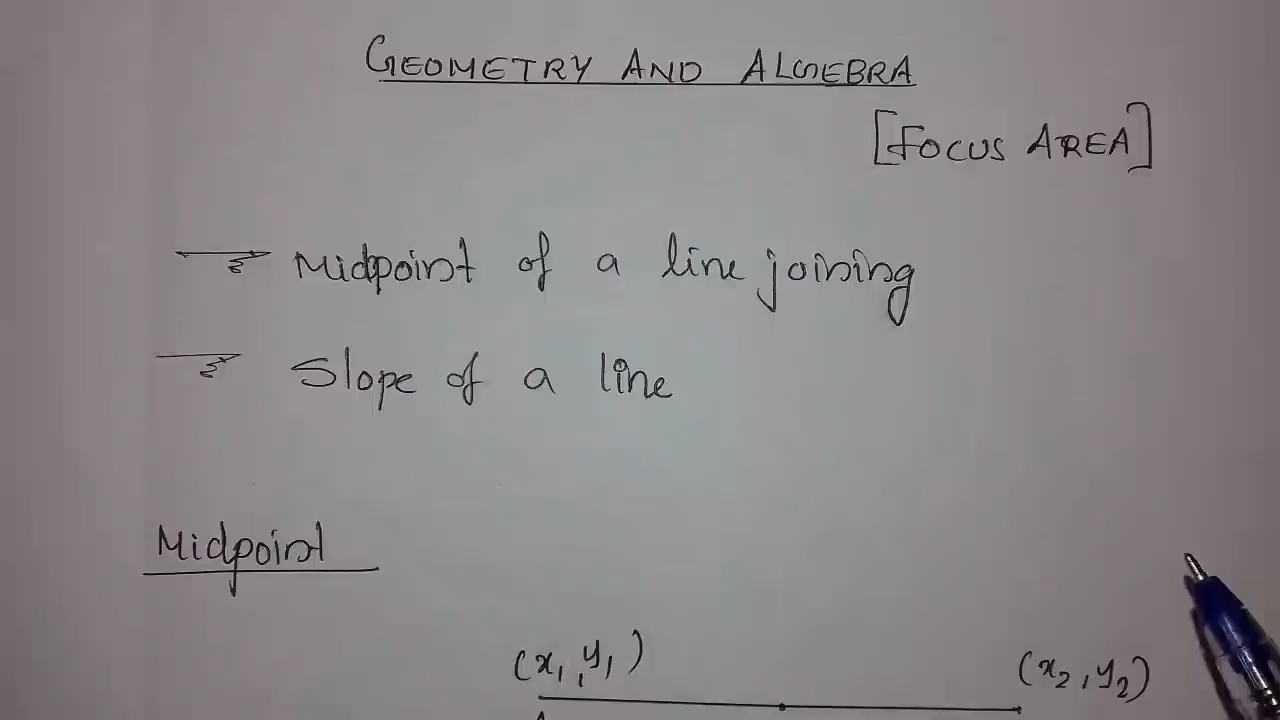 GEOMETRY AND ALGEBRA
[FOCUS AREA]
Midpoint of a line joining
Slope of a line
Midpoint
(x₁, y₁) (x₂, y₂)